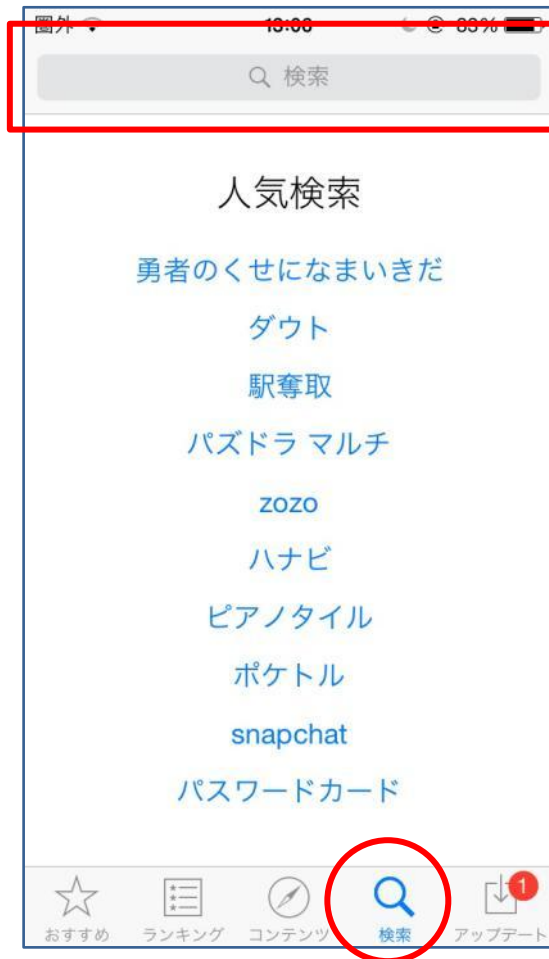 圏外 83%
検索
人気検索
勇者のくせになまいきだ
ダウト
駅奪取
パズドラ マルチ
zozo
ハナビ
ピアノタイル
ポケトル
snapchat
パスワードカード
1
おすすめ ランキング コンテンツ 検索 アップデート